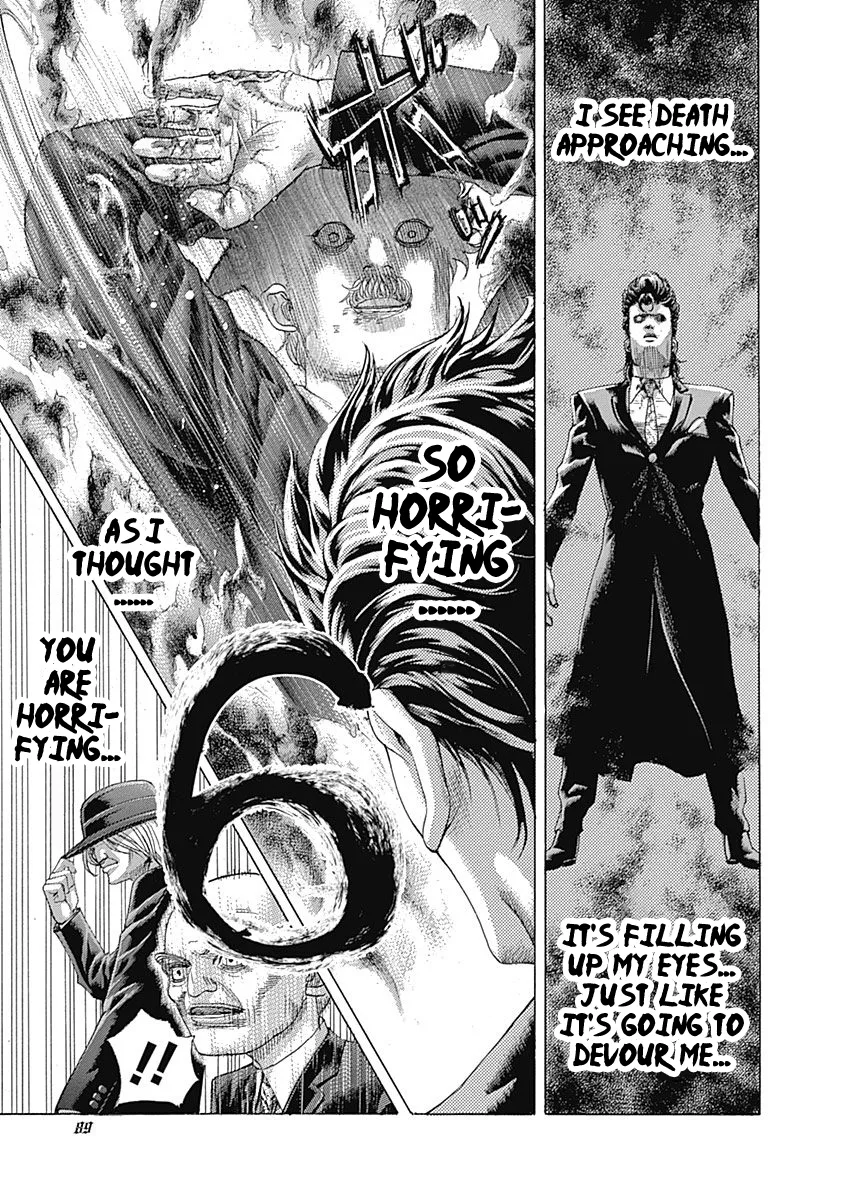 I SEE DEATH
APPROACHING...
IT'S FILLING
UP MY EYES...
JUST LIKE
IT'S GOING TO
DEVOUR ME...
SO
HORRI-
FYING
......
6
AS I
THOUGHT
......
YOU
ARE
HORRI-
FYING...
!!
89